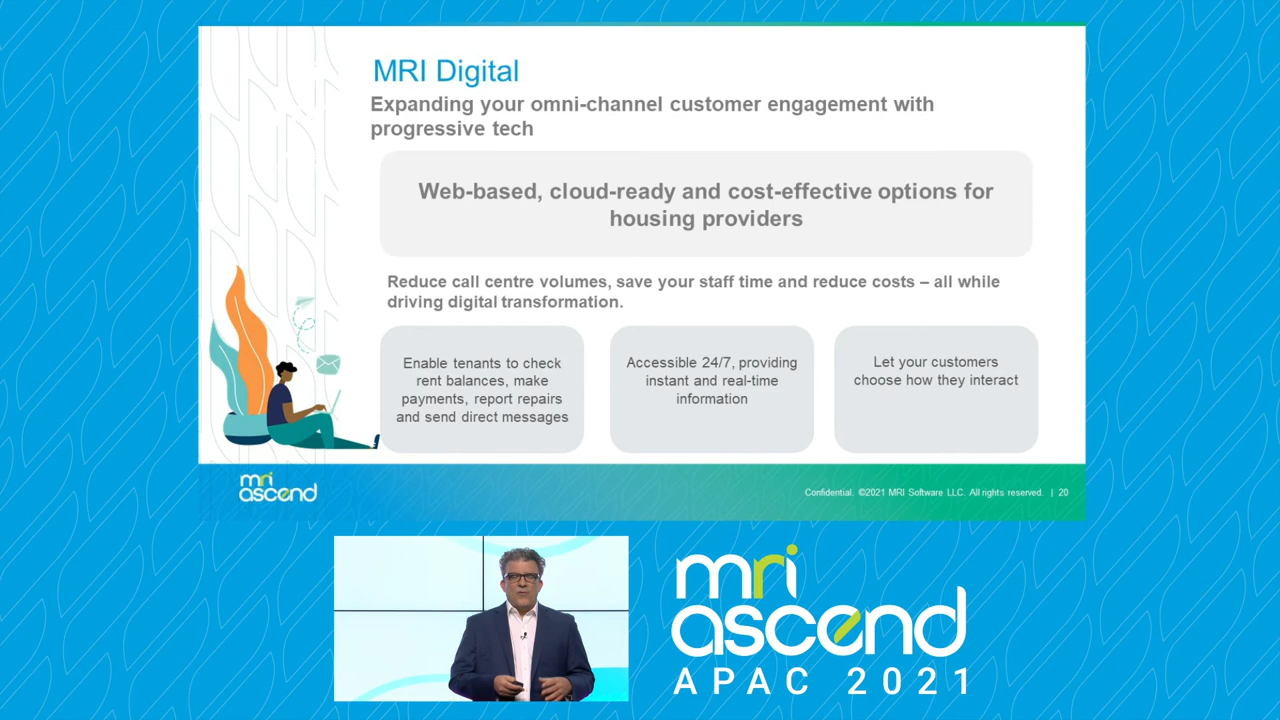 MRI Digital
Expanding your omni-channel customer engagement with
progressive tech
Web-based, cloud-ready and cost-effective options for
housing providers
Reduce call centre volumes, save your staff time and reduce costs – all while
driving digital transformation.
Enable tenants to check
rent balances, make
payments, report repairs
and send direct messages
Accessible 24/7, providing
instant and real-time
information
Let your customers
choose how they interact
mri
ascend
Confidential. ©2021 MRI Software LLC. All rights reserved. | 20
mri
ascend
APAC 2021